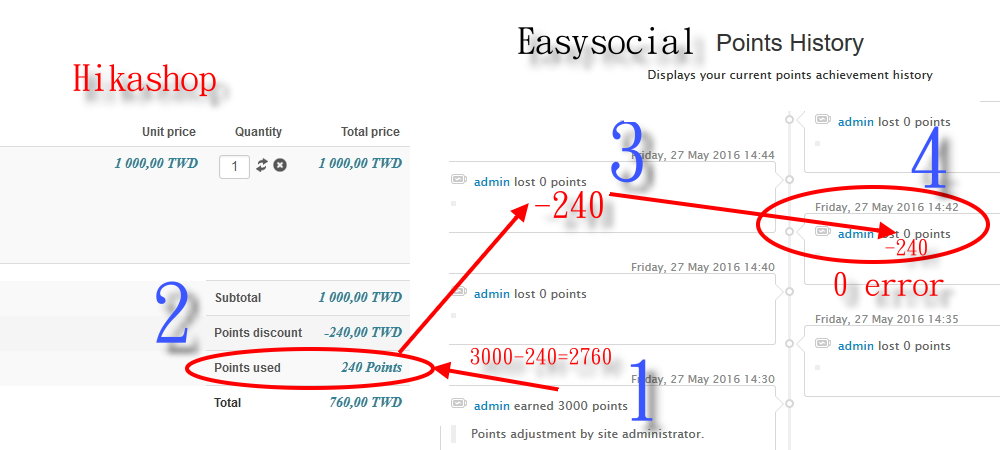 Hikashop
Unit price Quantity Total price
1 000,00 TWD 1 1 000,00 TWD
2
Subtotal 1 000,00 TWD
Points discount -240,00 TWD
Points used 240 Points
Total 760,00 TWD
Easysocial Points History
Displays your current points achievement history
3
Friday, 27 May 2016 14:44
admin lost 0 points
-240
Friday, 27 May 2016 14:40
admin lost 0 points
3000-240=2760
1
Friday, 27 May 2016 14:30
admin earned 3000 points
Points adjustment by site administrator.
admin lost 0 points
4
Friday, 27 May 2016 14:42
admin lost 0 points
-240
0 error
Friday, 27 May 2016 14:35
admin lost 0 points